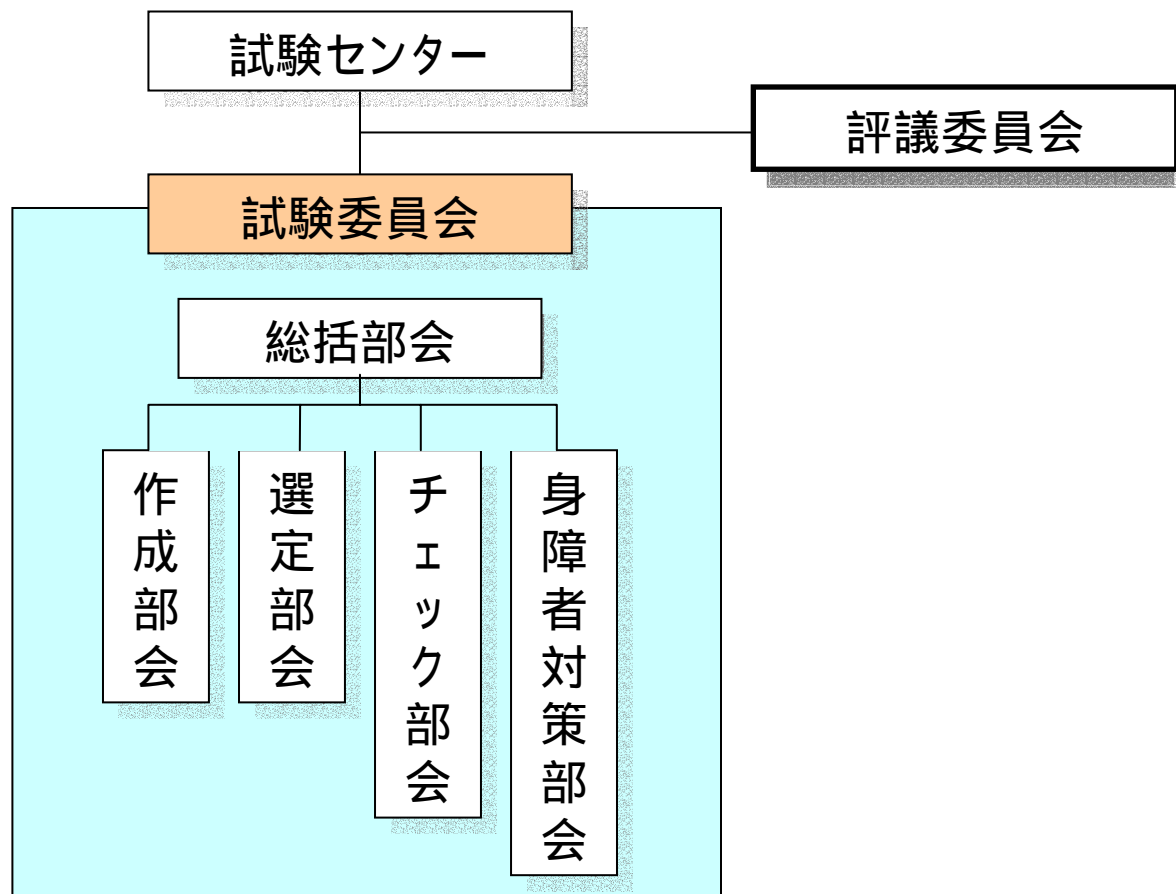 試験センター
評議委員会
試験委員会
総括部会
作成部会
選定部会
チェック部会
身障者対策部会